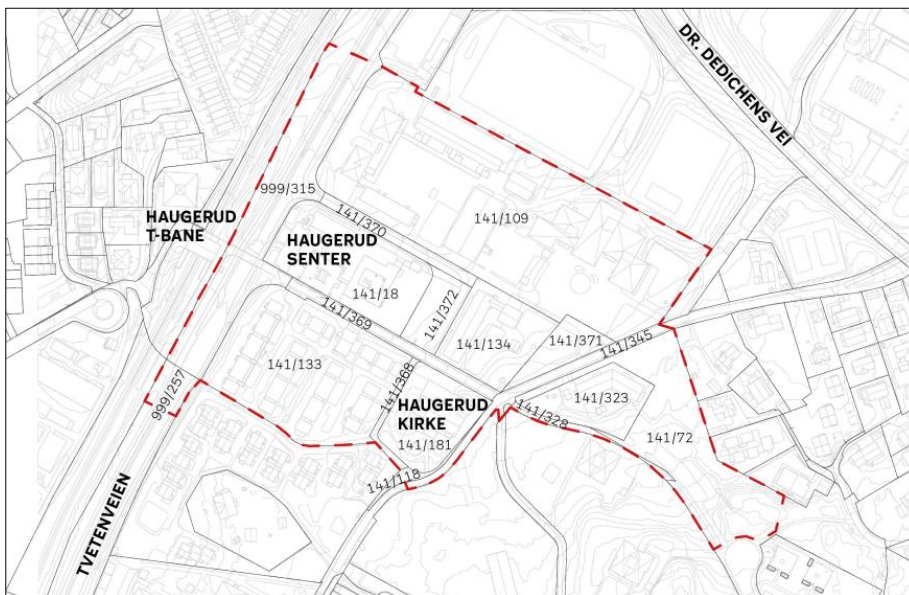 DR. DEDICHENS VEI
999/315
HAUGERUD
T-BANE
141/370
141/109
HAUGERUD
SENTER
141/18
141/372
141/369
141/134
141/371
141/345
141/133
141/368
999/257
HAUGERUD
KIRKE
141/323
141/328
141/72
141/181
141/118
TVETENVEIEN